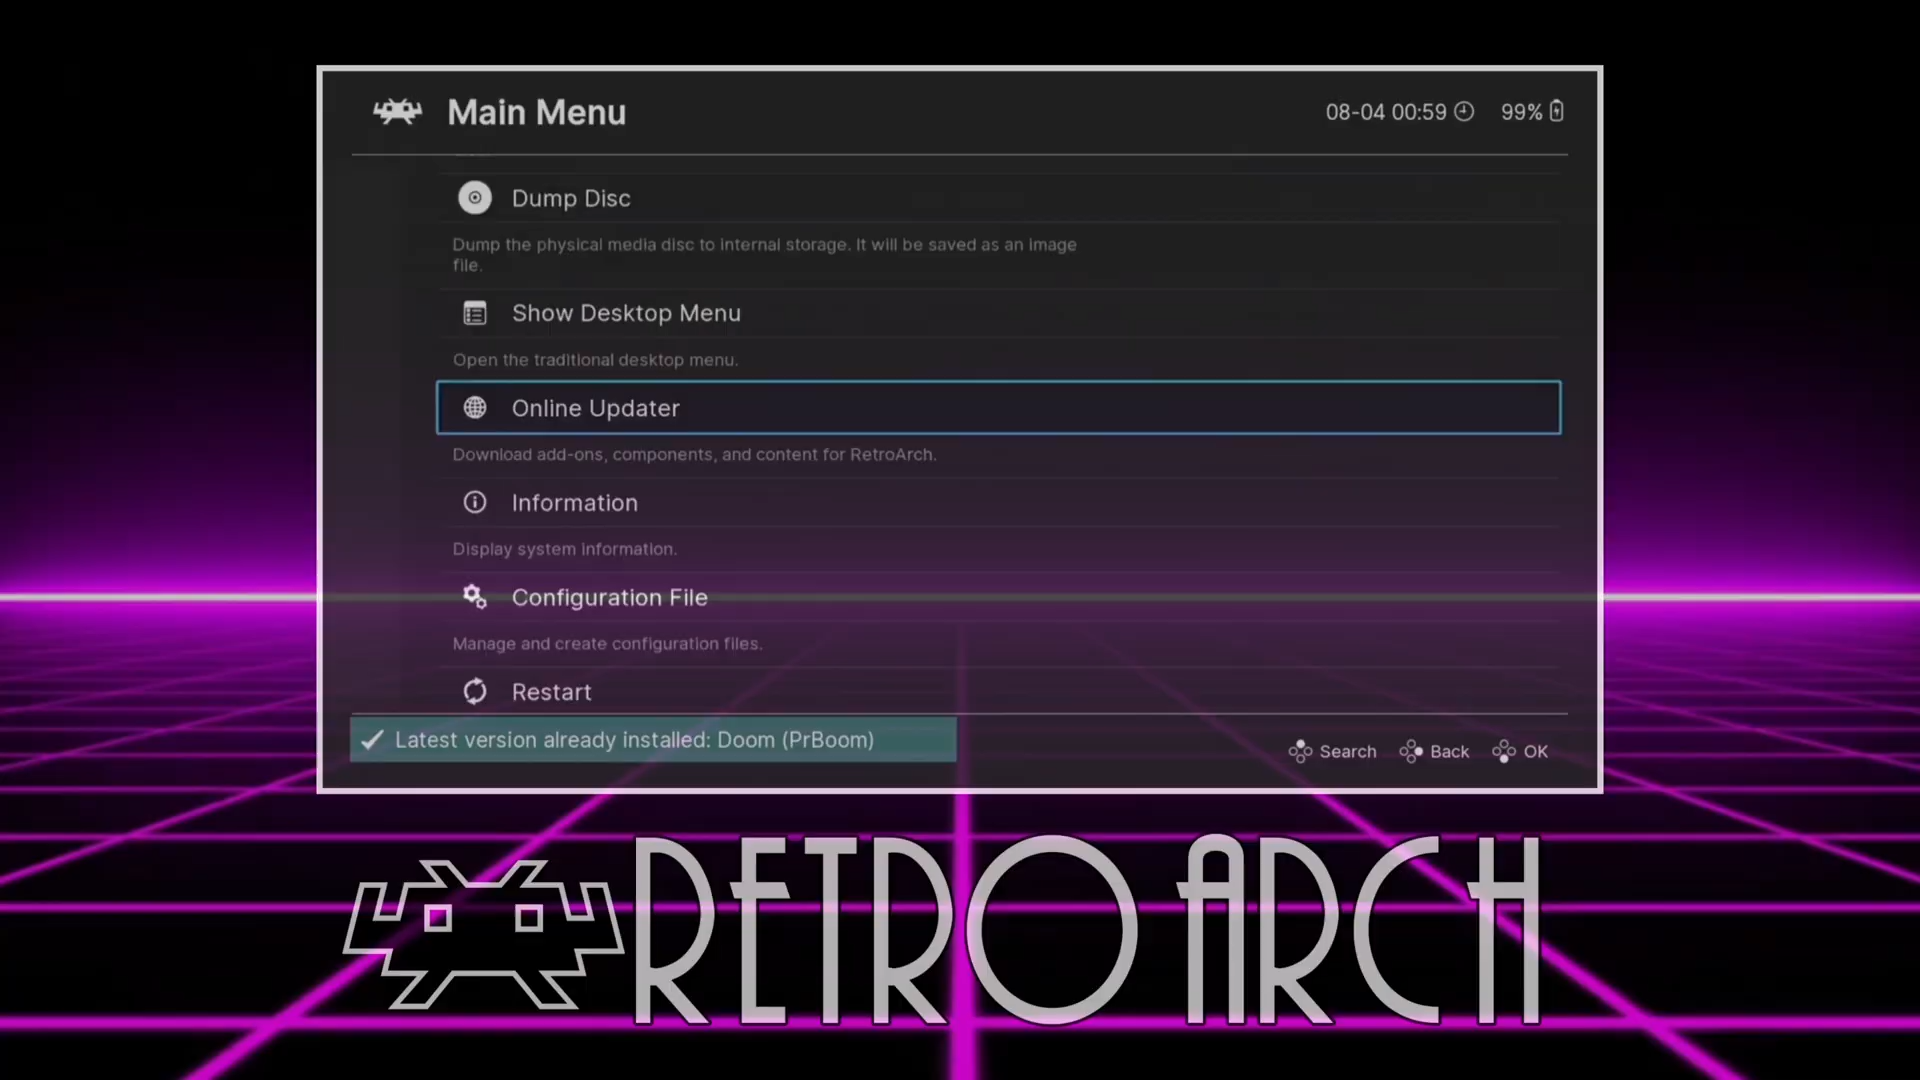 Main Menu
08-04 00:59
99%
Dump Disc
Dump the physical media disc to internal storage. It will be saved as an image
file.
Show Desktop Menu
Open the traditional desktop menu.
Online Updater
Download add-ons, components, and content for RetroArch.
Information
Display system information.
Configuration File
Manage and create configuration files.
Restart
Latest version already installed: Doom (PrBoom)
Search
Back
OK
RETRO ARCH